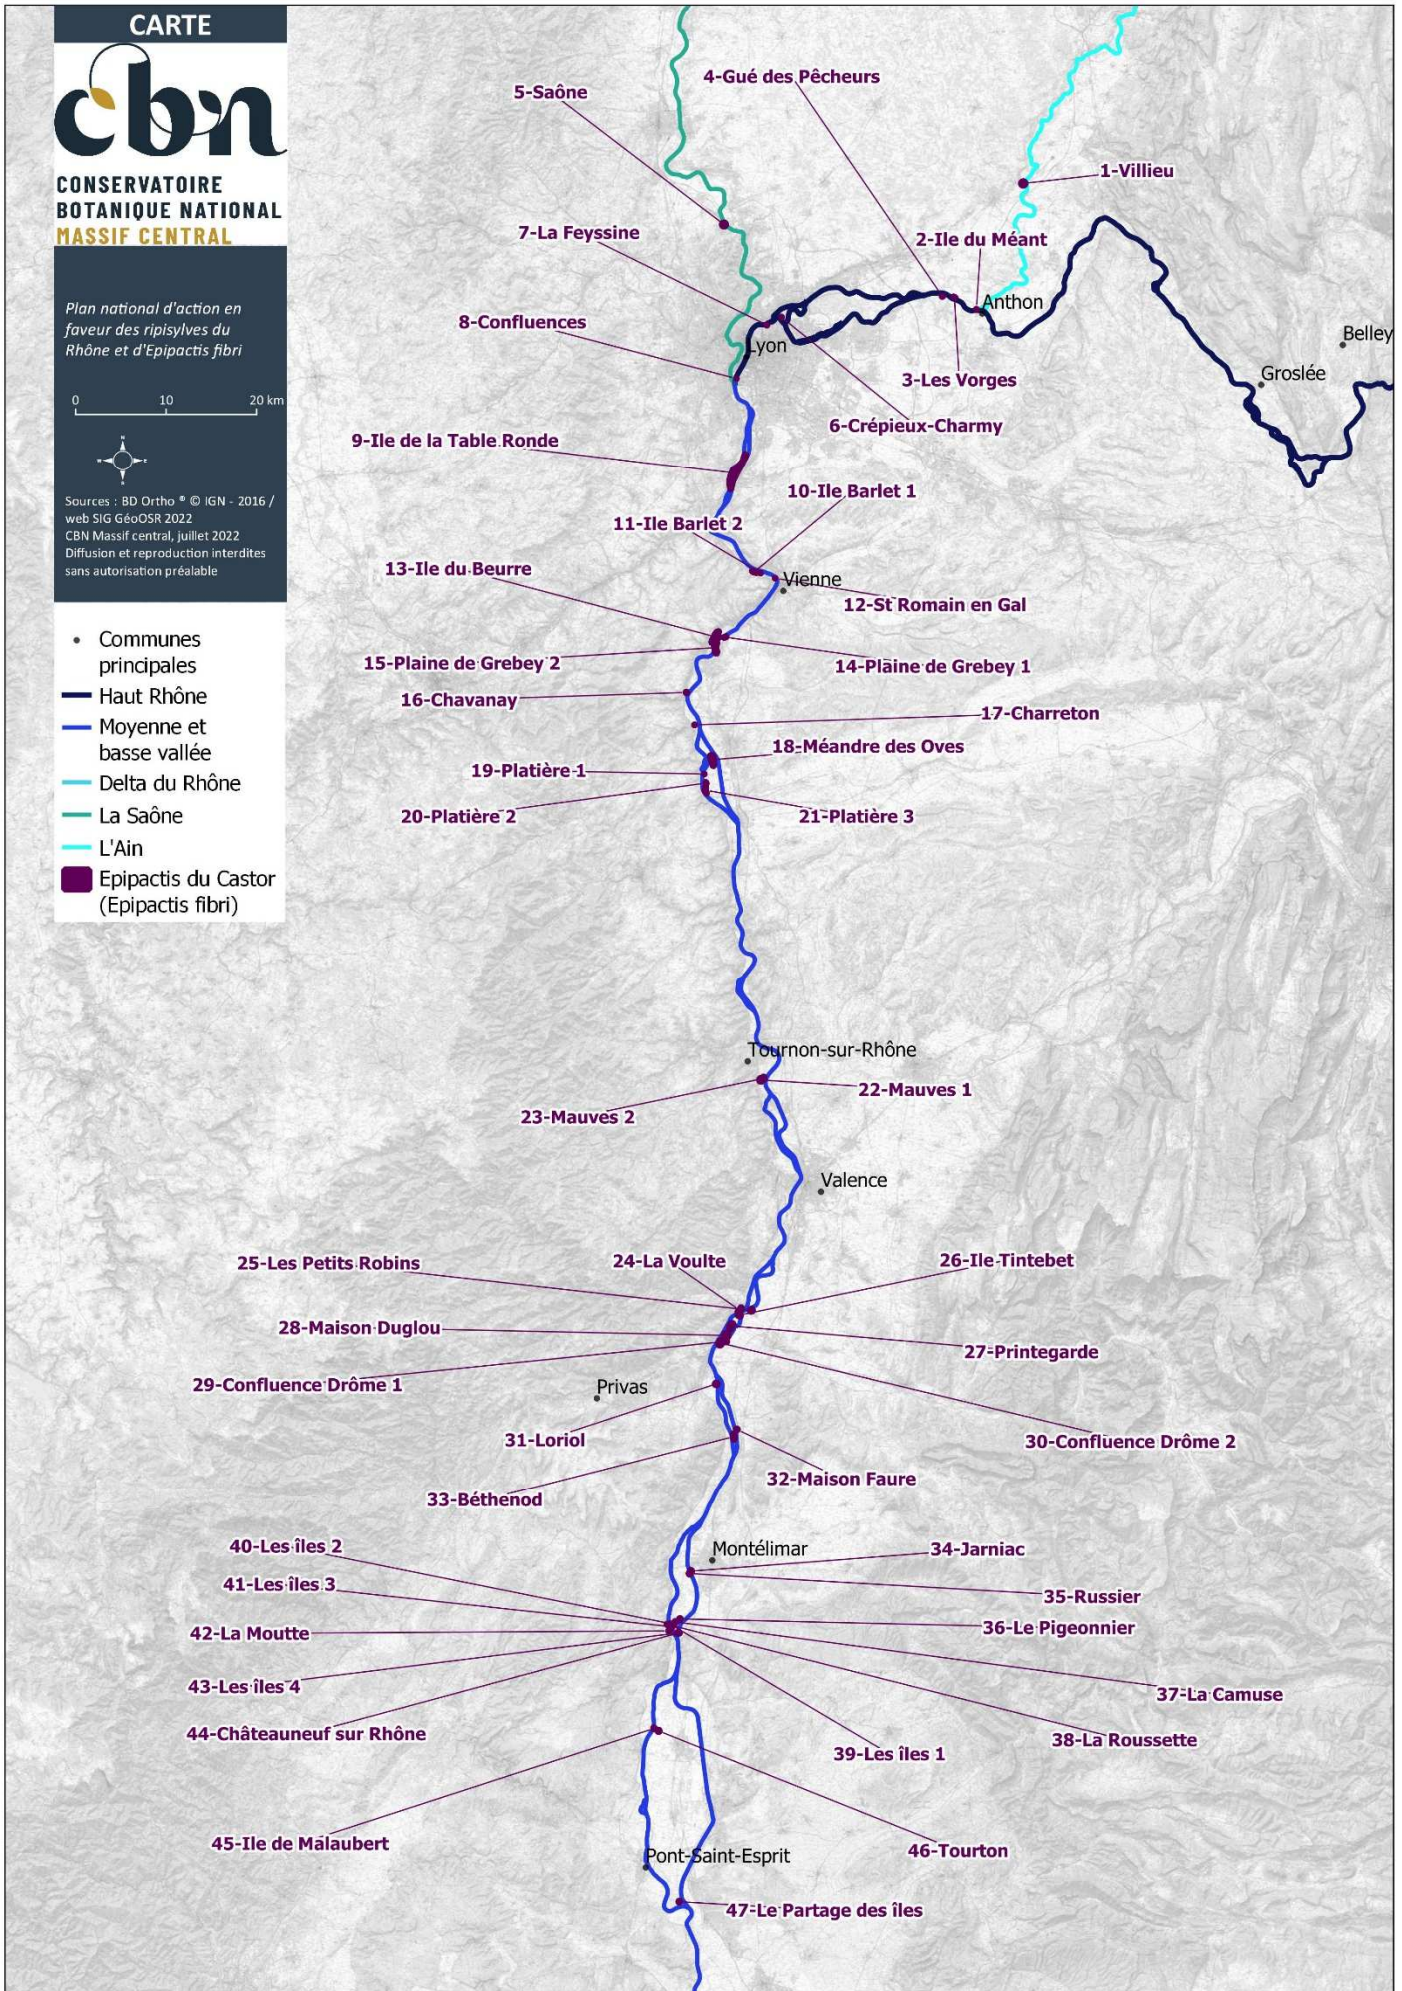 CARTE
cbn
CONSERVATOIRE
BOTANIQUE NATIONAL
MASSIF CENTRAL
Plan national d'action en
faveur des ripisylves du
Rhône et d'Epipactis fibri
0 10 20 km
N
W E
S
Sources : BD Ortho ® © IGN - 2016 /
web SIG GéoOSR 2022
CBN Massif central, juillet 2022
Diffusion et reproduction interdites
sans autorisation préalable
Communes
principales
Haut Rhône
Moyenne et
basse vallée
Delta du Rhône
La Saône
L'Ain
Epipactis du Castor
(Epipactis fibri)
4-Gué des Pêcheurs
5-Saône
1-Villieu
7-La Feyssine
2-Ile du Méant
Anthon
8-Confluences
Belley
Lyon
Groslée
3-Les Vorges
6-Crépieux-Charmy
9-Ile de la Table Ronde
10-Ile Barlet 1
11-Ile Barlet 2
13-Ile du Beurre
Vienne
12-St Romain en Gal
15-Plaine de Grebey 2
14-Plaine de Grebey 1
16-Chavanay
17-Charreton
18-Méandre des Oves
19-Platière 1
20-Platière 2
21-Platière 3
Tournon-sur-Rhône
22-Mauves 1
23-Mauves 2
Valence
25-Les Petits Robins
24-La Voulte
26-Ile Tintebet
28-Maison Duglou
27-Printegarde
29-Confluence Drôme 1
Privas
31-Loriol
30-Confluence Drôme 2
32-Maison Faure
33-Béthenod
40-Les îles 2
Montélimar
34-Jarniac
41-Les îles 3
35-Russier
42-La Moutte
36-Le Pigeonnier
43-Les îles 4
37-La Camuse
44-Châteauneuf sur Rhône
38-La Roussette
39-Les îles 1
45-Ile de Malaubert
46-Tourton
Pont-Saint-Esprit
47-Le Partage des îles